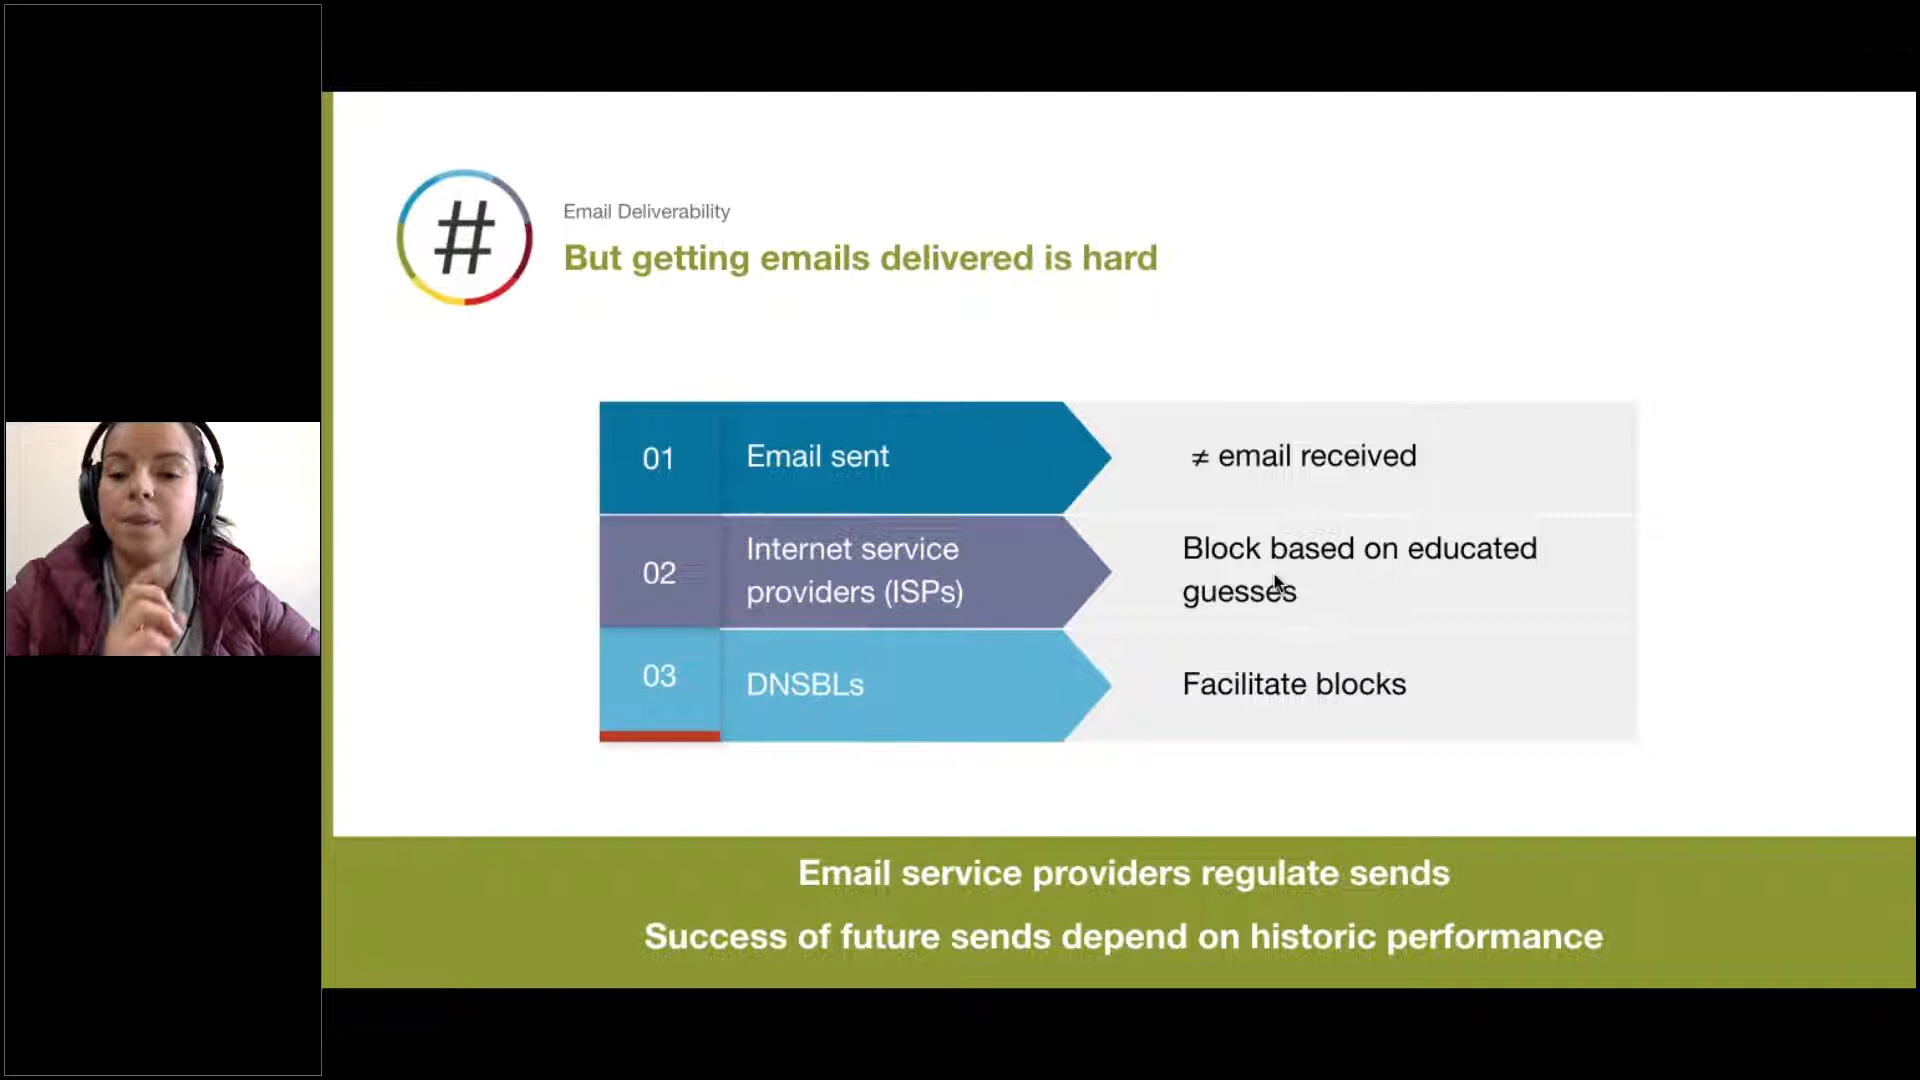 #
Email Deliverability
But getting emails delivered is hard
01
Email sent
≠ email received
02
Internet service
providers (ISPs)
Block based on educated
guesses
03
DNSBLs
Facilitate blocks
Email service providers regulate sends
Success of future sends depend on historic performance